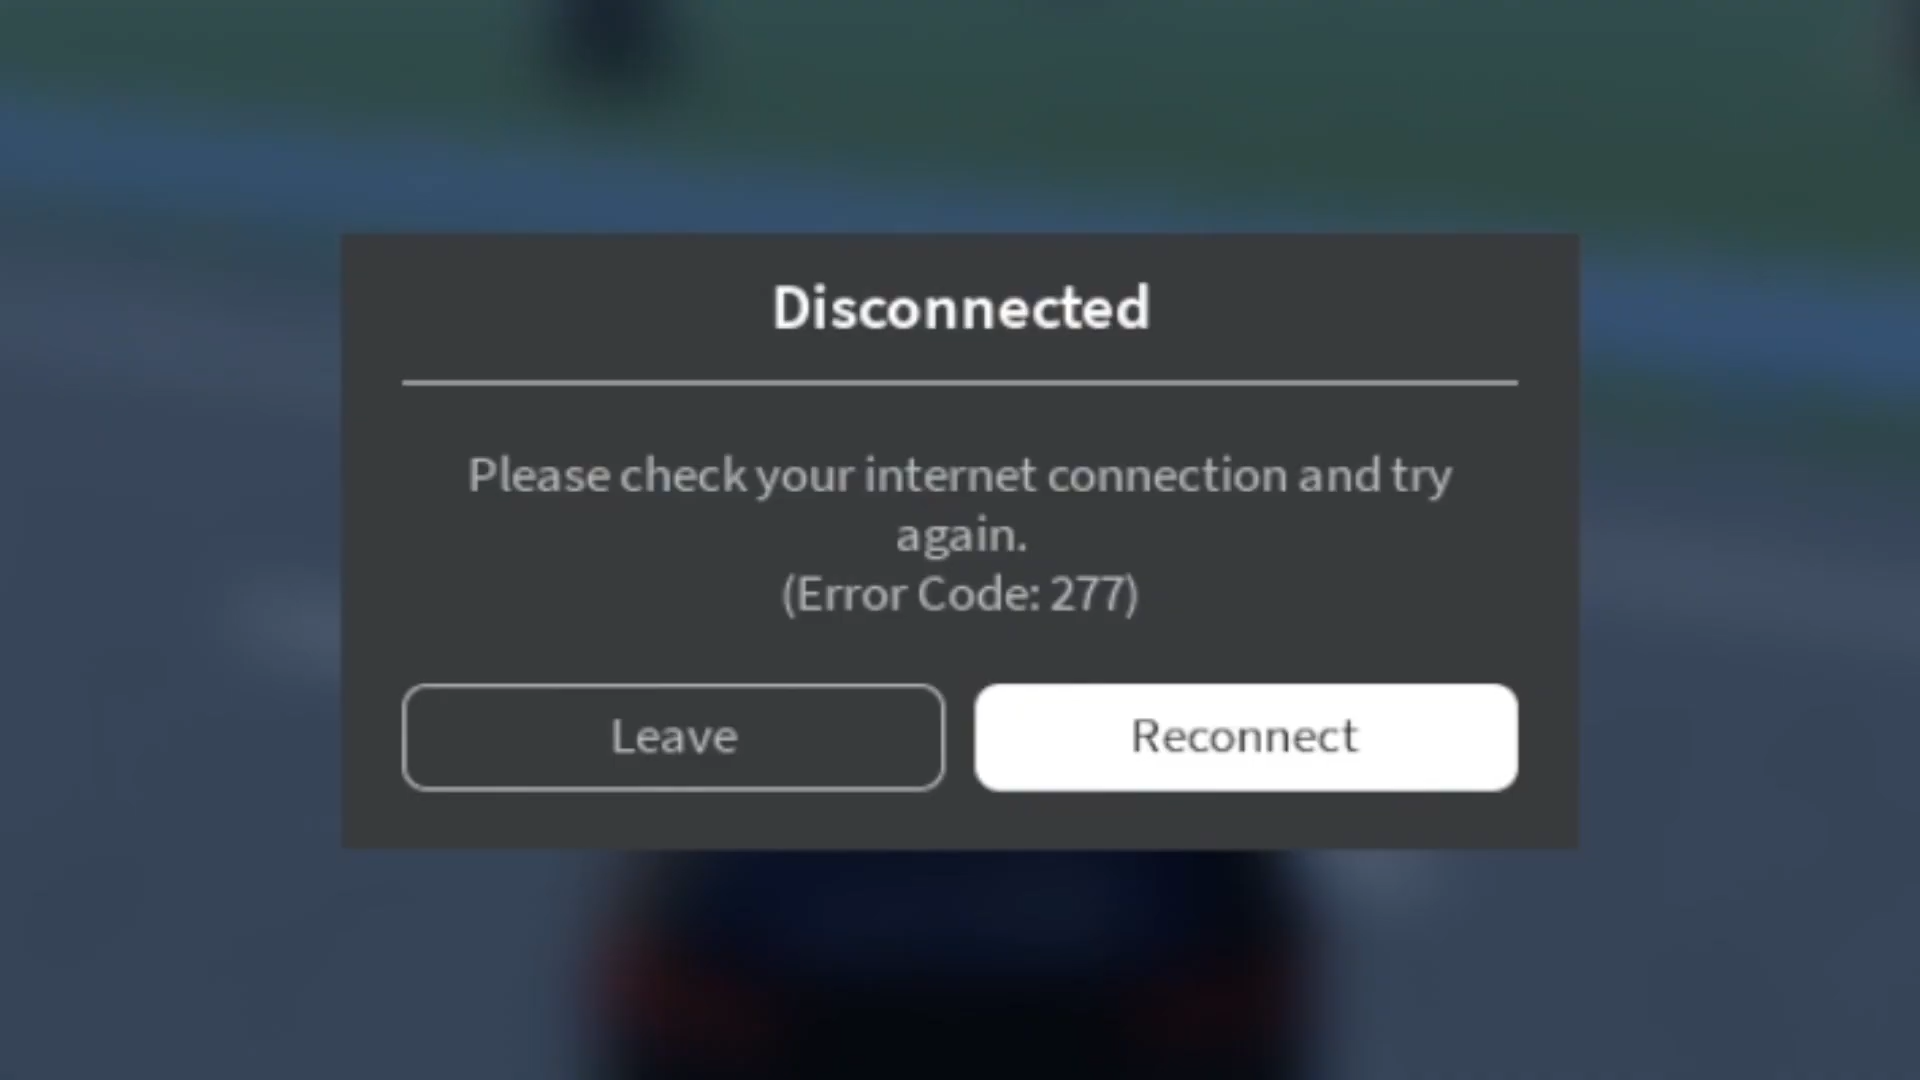 Disconnected
Please check your internet connection and try
again.
(Error Code: 277)
Leave
Reconnect